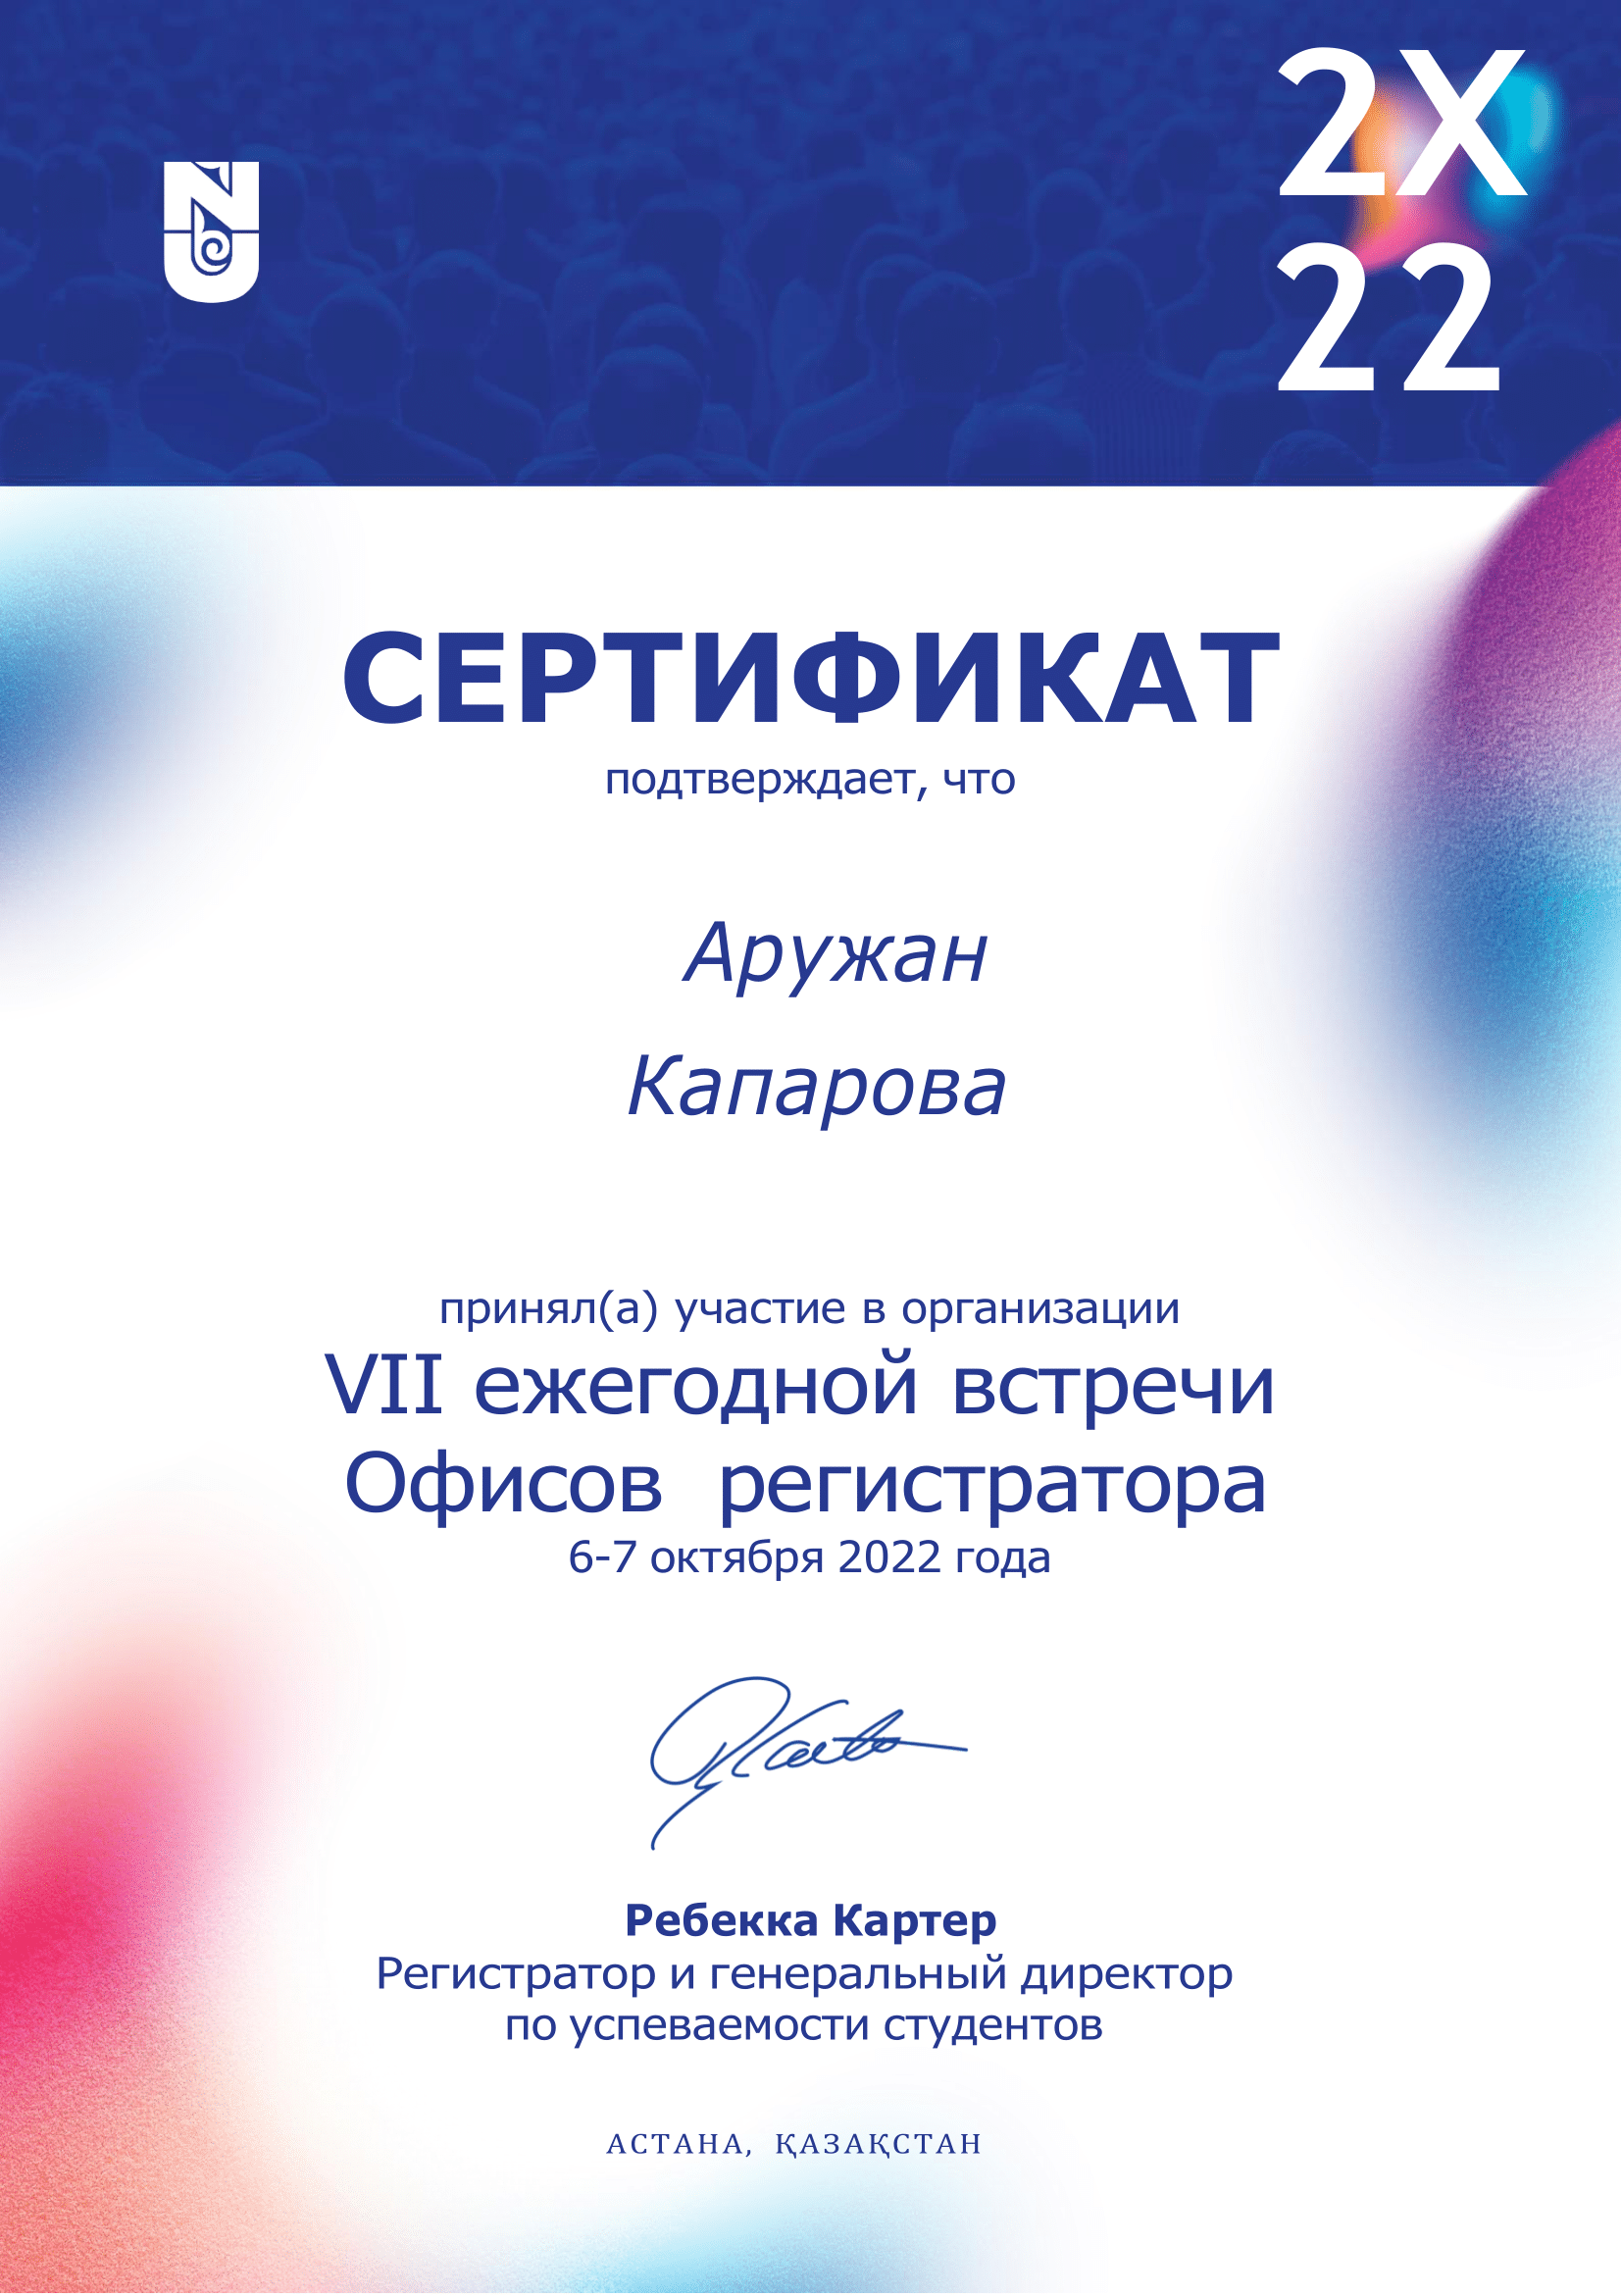 2X
22
СЕРТИФИКАТ
подтверждает, что
Аружан
Капарова
принял(а) участие в организации
VII ежегодной встречи
Офисов регистратора
6-7 октября 2022 года
Ребекка Картер
Регистратор и генеральный директор
по успеваемости студентов
АСТАНА, ҚАЗАҚСТАН